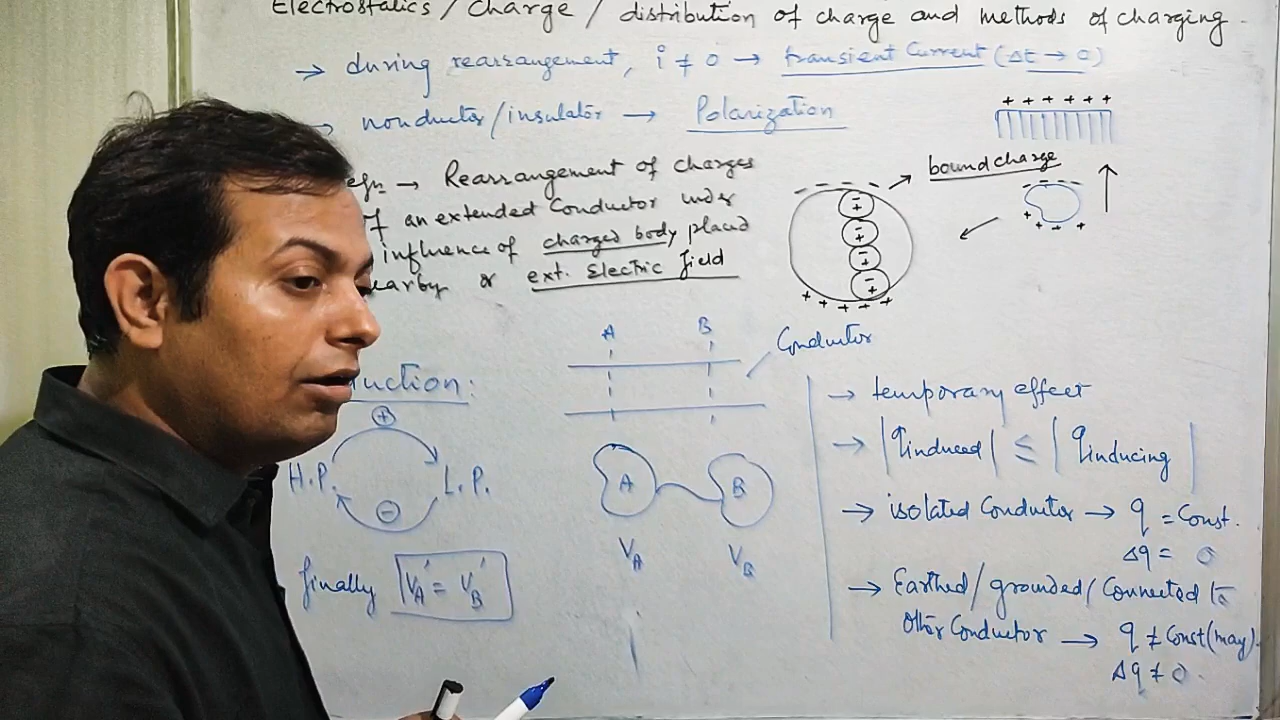 Electrostatics / Charge / distribution of charge and methods of charging.
→ during rearrangement, i ≠ 0 → transient Current (Δt → 0)
→ nonductor/insulator → Polarization
+ + + + + +
→ Rearrangement of charges
an extended Conductor under
influence of charged body placed
or ext. Electric field
bound charge
A B
Conductor
uction:
H.P. ⊕ L.P.
⊖
A B
V_A V_B
finally V_A' = V_B'
→ temporary effect
→ |q_induced| ≤ |q_inducing|
→ isolated Conductor → q = Const.
Δq = 0
→ Earthed/grounded/Connected to
other Conductor → q ≠ Const(may).
Δq ≠ 0.